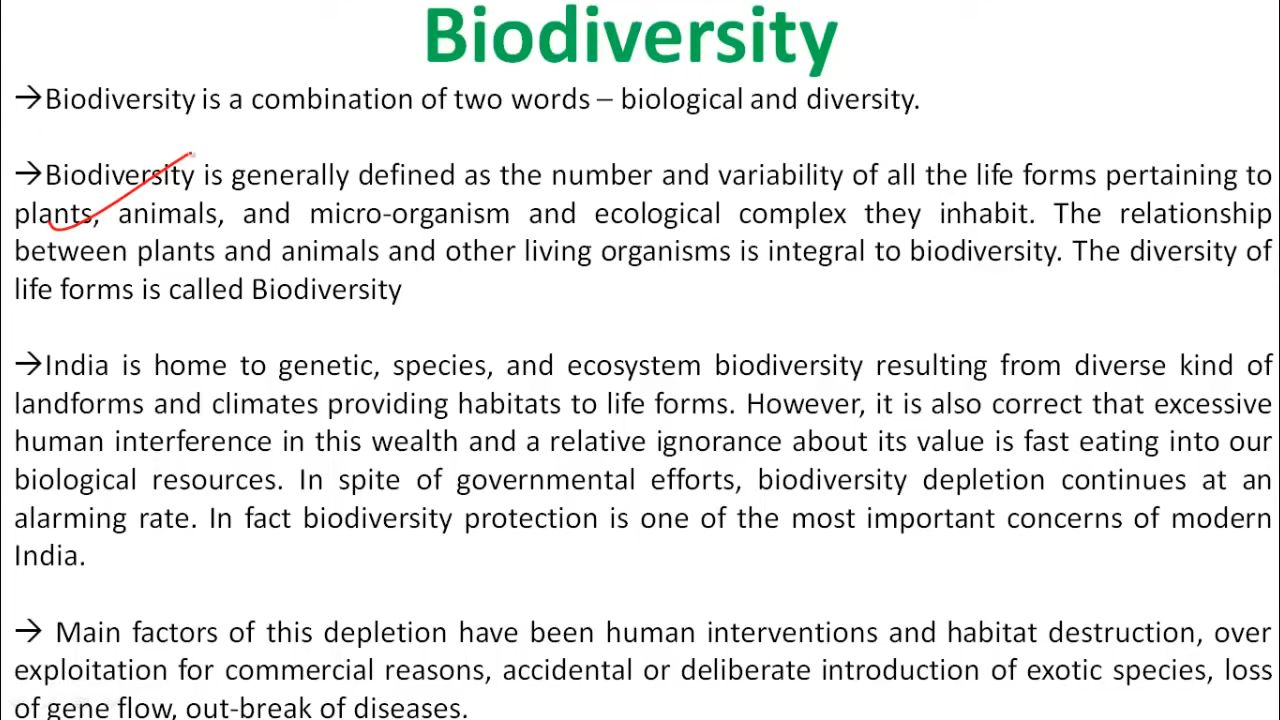 Biodiversity
→Biodiversity is a combination of two words – biological and diversity.
→Biodiversity is generally defined as the number and variability of all the life forms pertaining to
plants, animals, and micro-organism and ecological complex they inhabit. The relationship
between plants and animals and other living organisms is integral to biodiversity. The diversity of
life forms is called Biodiversity
→India is home to genetic, species, and ecosystem biodiversity resulting from diverse kind of
landforms and climates providing habitats to life forms. However, it is also correct that excessive
human interference in this wealth and a relative ignorance about its value is fast eating into our
biological resources. In spite of governmental efforts, biodiversity depletion continues at an
alarming rate. In fact biodiversity protection is one of the most important concerns of modern
India.
→ Main factors of this depletion have been human interventions and habitat destruction, over
exploitation for commercial reasons, accidental or deliberate introduction of exotic species, loss
of gene flow, out-break of diseases.